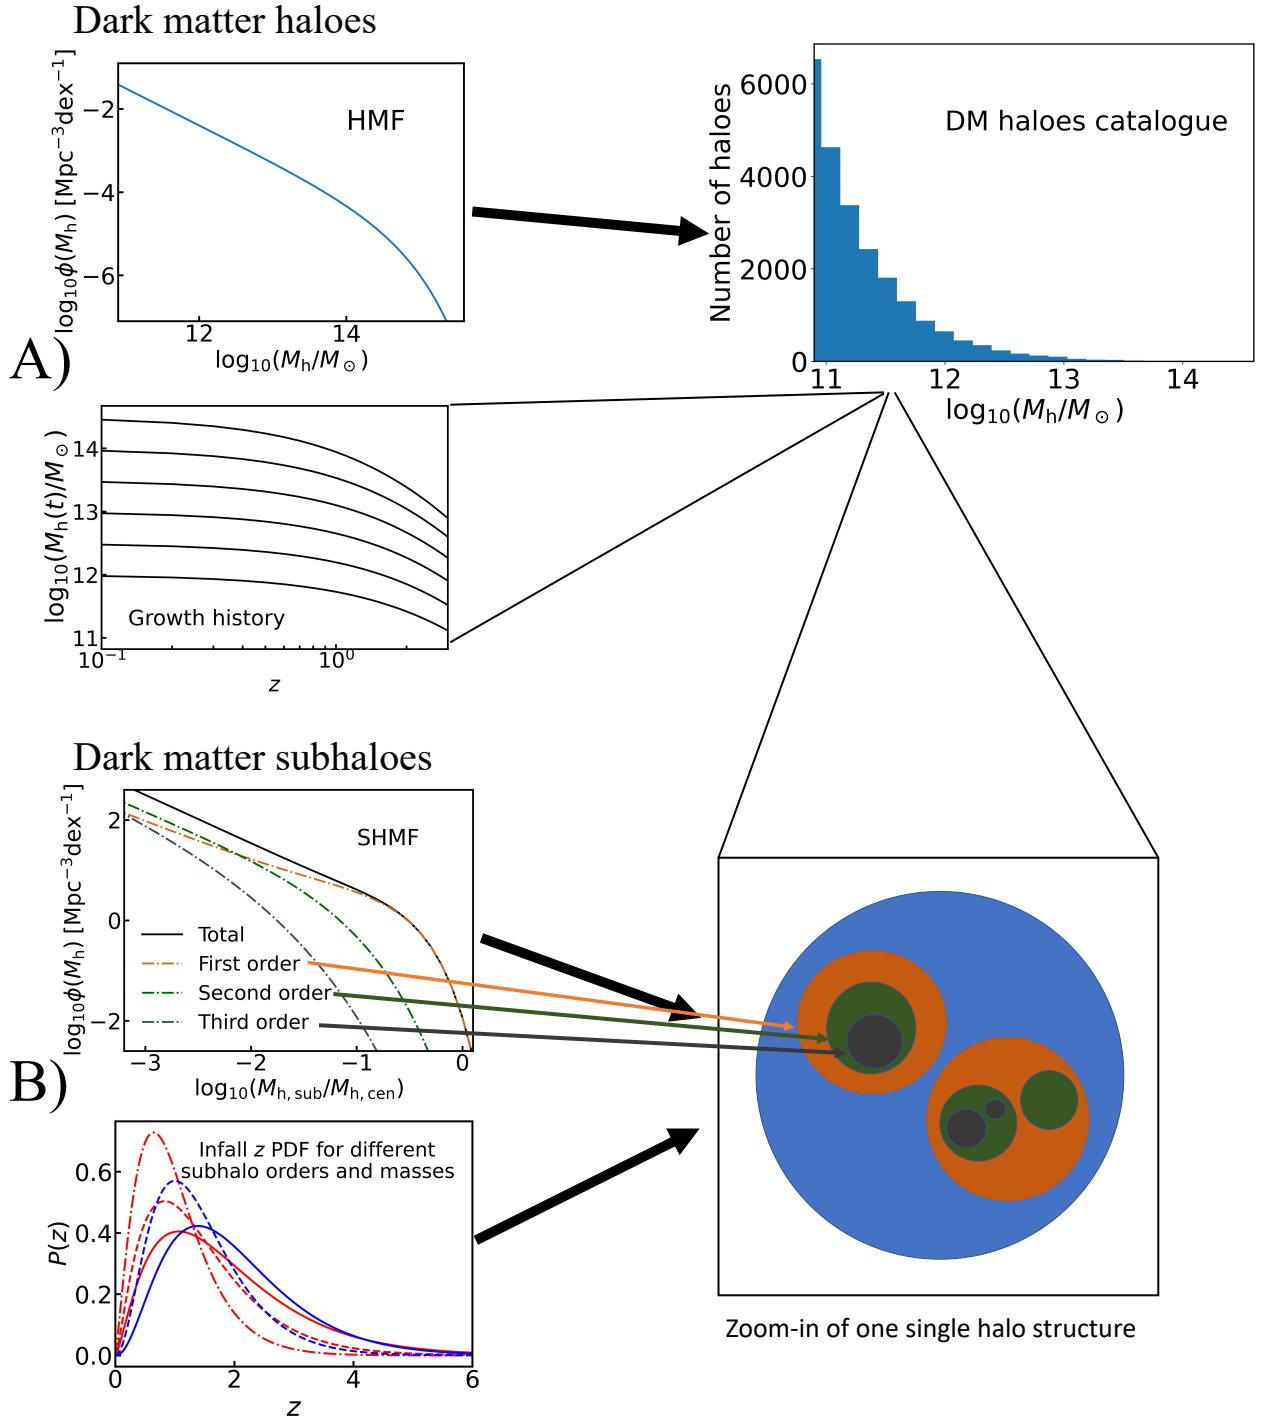 Dark matter haloes
log₁₀ϕ(Mₕ) [Mpc⁻³dex⁻¹]
−2
−4
−6
HMF
12 14
log₁₀(Mₕ/M⊙)
Number of haloes
6000
4000
2000
0
DM haloes catalogue
11 12 13 14
log₁₀(Mₕ/M⊙)
A)
log₁₀(Mₕ(t)/M⊙)
14
13
12
11
Growth history
10⁻¹ 10⁰
z
Dark matter subhaloes
log₁₀ϕ(Mₕ) [Mpc⁻³dex⁻¹]
2
0
−2
SHMF
Total
First order
Second order
Third order
−3 −2 −1 0
log₁₀(Mₕ,sub/Mₕ,cen)
B)
P(z)
0.6
0.4
0.2
0.0
Infall z PDF for different
subhalo orders and masses
0 2 4 6
z
Zoom-in of one single halo structure